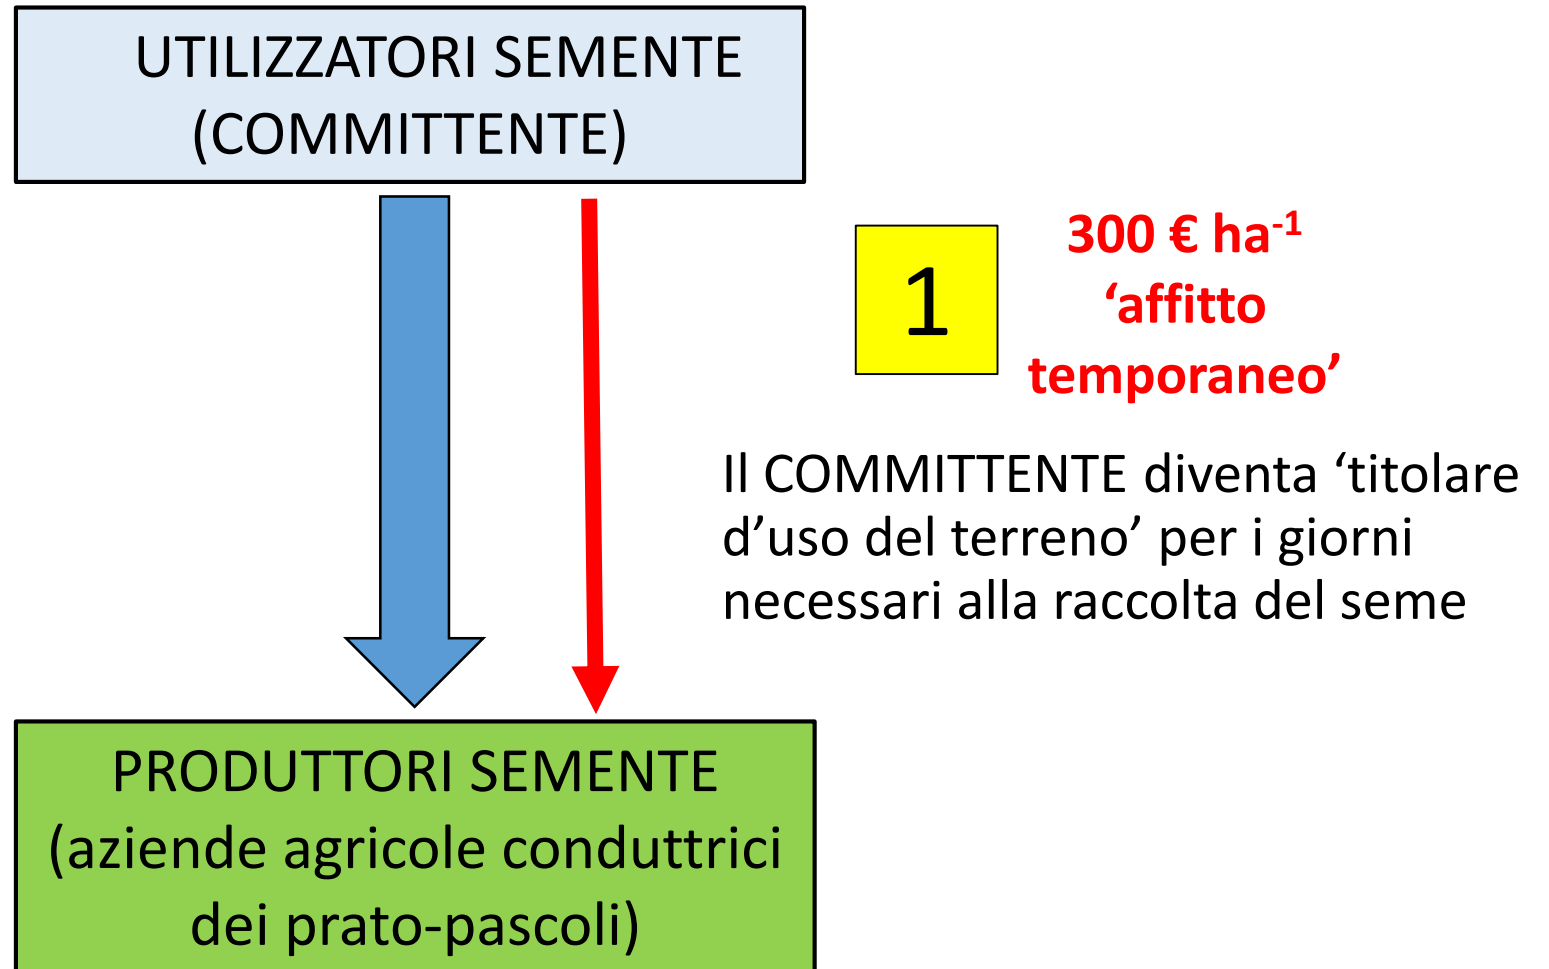 UTILIZZATORI SEMENTE
(COMMITTENTE)
1
300 € ha⁻¹
‘affitto
temporaneo’
Il COMMITTENTE diventa ‘titolare
d’uso del terreno’ per i giorni
necessari alla raccolta del seme
PRODUTTORI SEMENTE
(aziende agricole conduttrici
dei prato-pascoli)